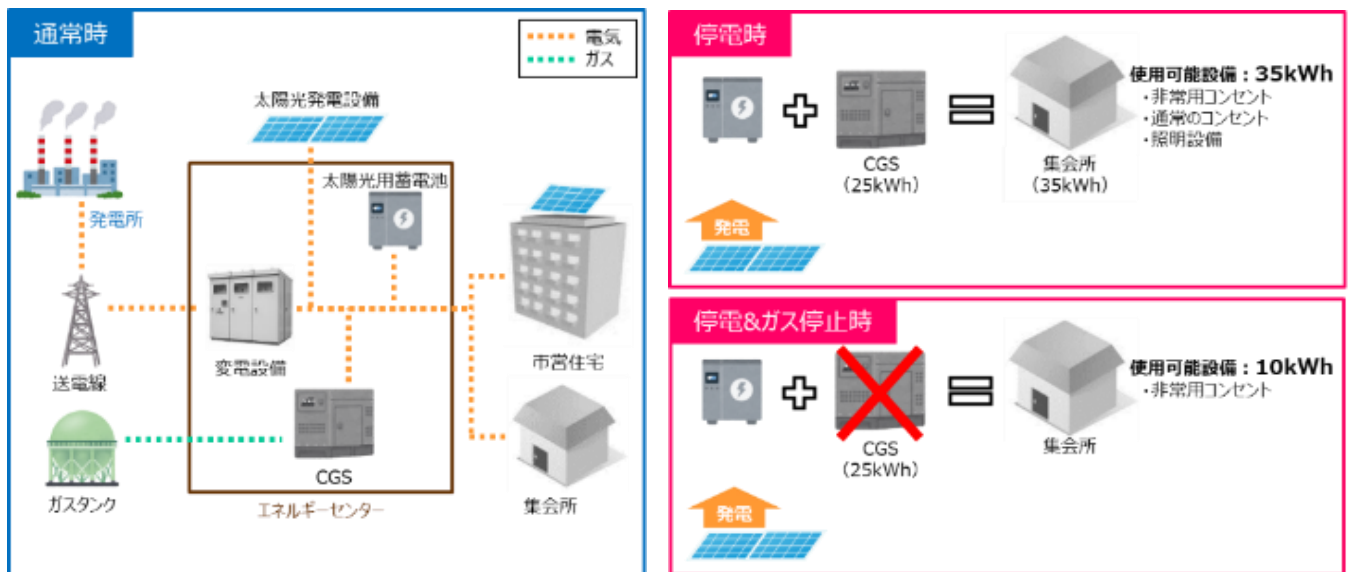 通常時
電気
ガス
太陽光発電設備
太陽光用蓄電池
発電所
変電設備
市営住宅
送電線
CGS
ガスタンク
エネルギーセンター
集会所
停電時
使用可能設備：35kWh
・非常用コンセント
・通常のコンセント
・照明設備
CGS
(25kWh)
集会所
(35kWh)
発電
停電&ガス停止時
使用可能設備：10kWh
・非常用コンセント
CGS
(25kWh)
集会所
発電